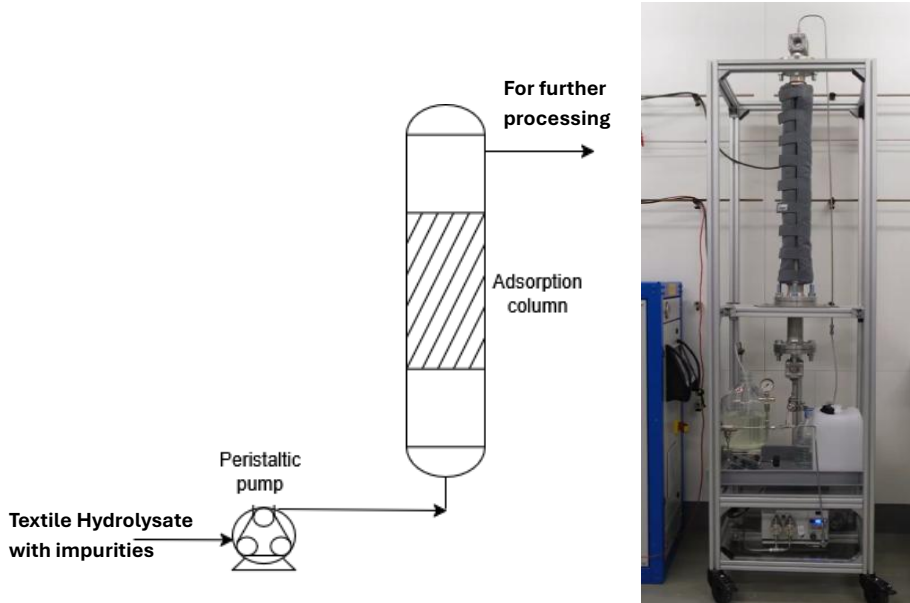 For further
processing
Adsorption
column
Peristaltic
pump
Textile Hydrolysate
with impurities